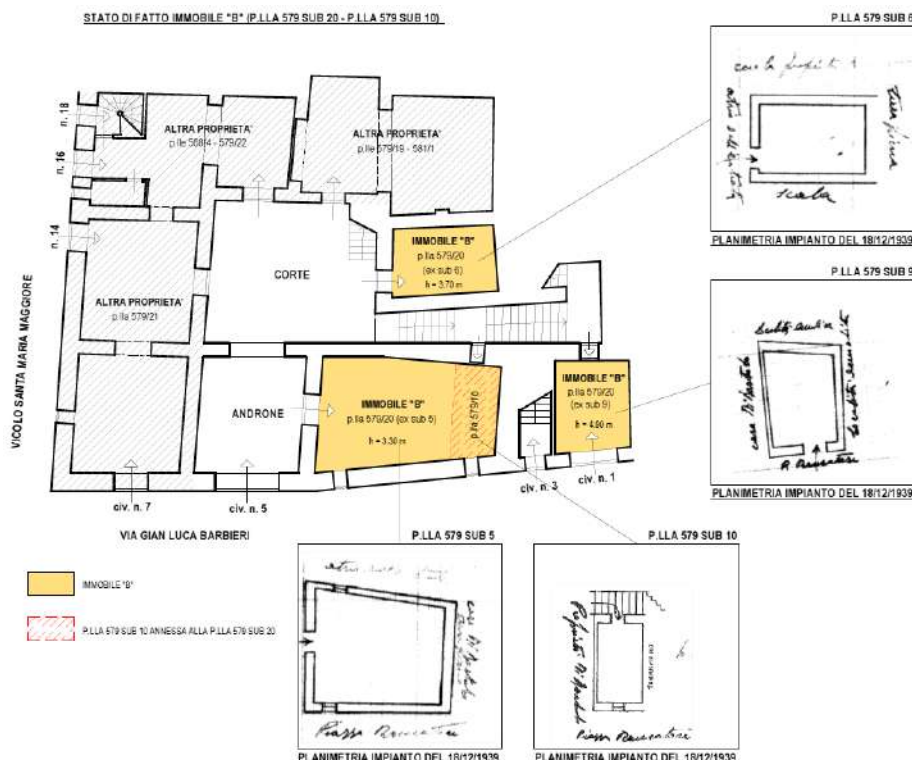 STATO DI FATTO IMMOBILE "B" (P.LLA 579 SUB 20 - P.LLA 579 SUB 10)
P.LLA 579 SUB 6
scala
PLANIMETRIA IMPIANTO DEL 18/12/1939
n. 18
n. 16
n. 14
ALTRA PROPRIETA'
p.lle 568/4 - 579/22
ALTRA PROPRIETA'
p.lle 579/19 - 581/1
IMMOBILE "B"
p.lla 579/20
(ex sub 6)
h = 3.70 m
CORTE
ALTRA PROPRIETA'
p.lla 579/21
VICOLO SANTA MARIA MAGGIORE
P.LLA 579 SUB 9
PLANIMETRIA IMPIANTO DEL 18/12/1939
ANDRONE
IMMOBILE "B"
p.lla 579/20 (ex sub 5)
h = 3.30 m
p.lla 579/10
IMMOBILE "B"
p.lla 579/20
(ex sub 9)
h = 4.00 m
civ. n. 7
civ. n. 5
civ. n. 3
civ. n. 1
VIA GIAN LUCA BARBIERI
IMMOBILE "B"
P.LLA 579 SUB 10 ANNESSA ALLA P.LLA 579 SUB 20
P.LLA 579 SUB 5
Piazza
PLANIMETRIA IMPIANTO DEL 18/12/1939
P.LLA 579 SUB 10
Piazza
PLANIMETRIA IMPIANTO DEL 18/12/1939